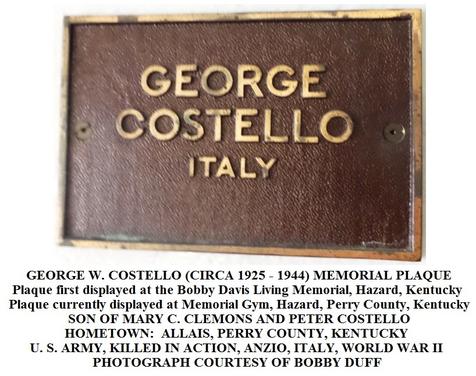 GEORGE
COSTELLO
ITALY
GEORGE W. COSTELLO (CIRCA 1925 - 1944) MEMORIAL PLAQUE
Plaque first displayed at the Bobby Davis Living Memorial, Hazard, Kentucky
Plaque currently displayed at Memorial Gym, Hazard, Perry County, Kentucky
SON OF MARY C. CLEMONS AND PETER COSTELLO
HOMETOWN: ALLAIS, PERRY COUNTY, KENTUCKY
U. S. ARMY, KILLED IN ACTION, ANZIO, ITALY, WORLD WAR II
PHOTOGRAPH COURTESY OF BOBBY DUFF